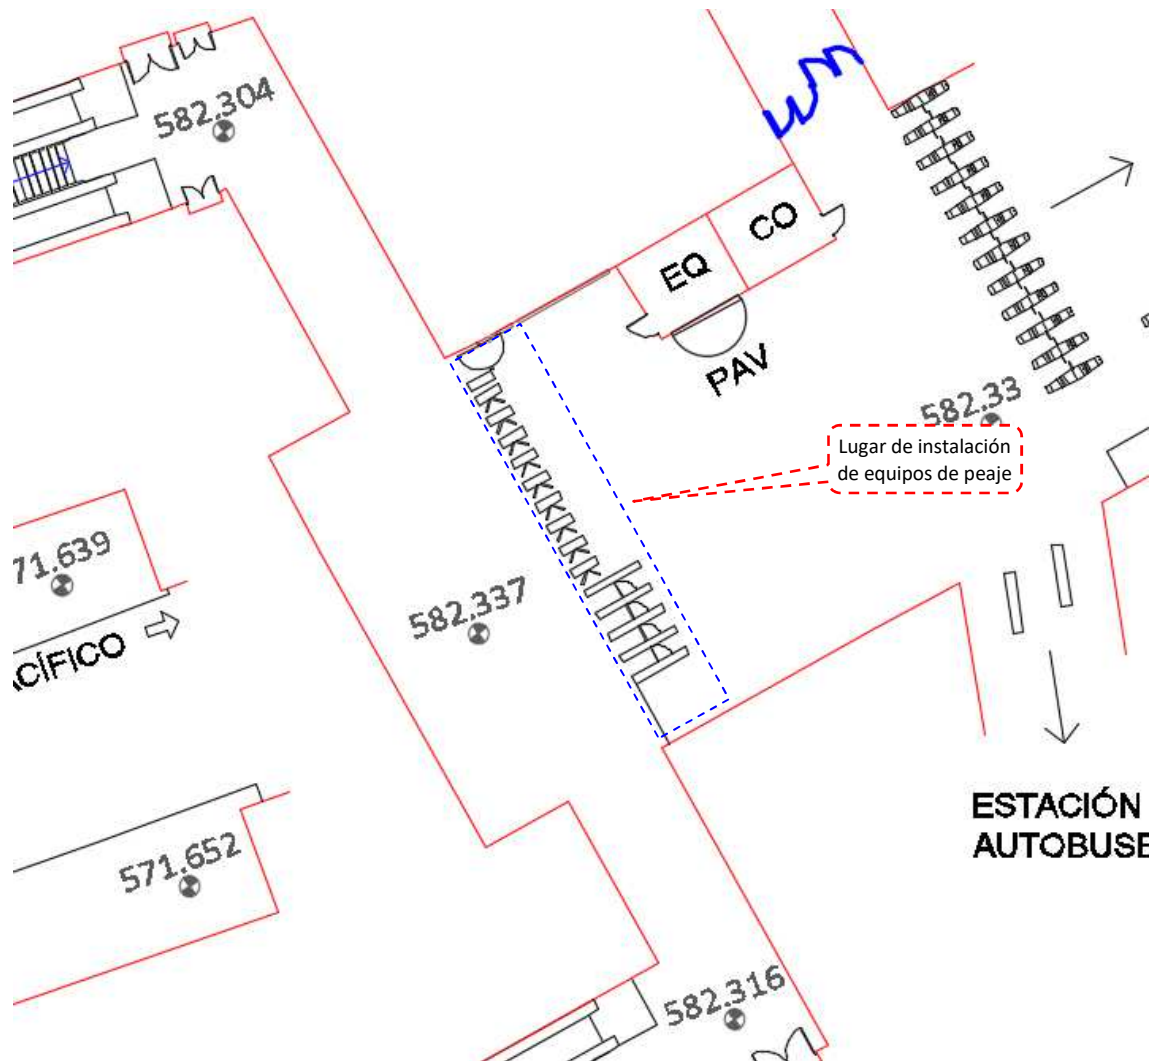 582.304
CO
EQ
PAV
582.33
Lugar de instalación
de equipos de peaje
71.639
582.337
ACÍFICO
ESTACIÓN
AUTOBUSE
571.652
582.316